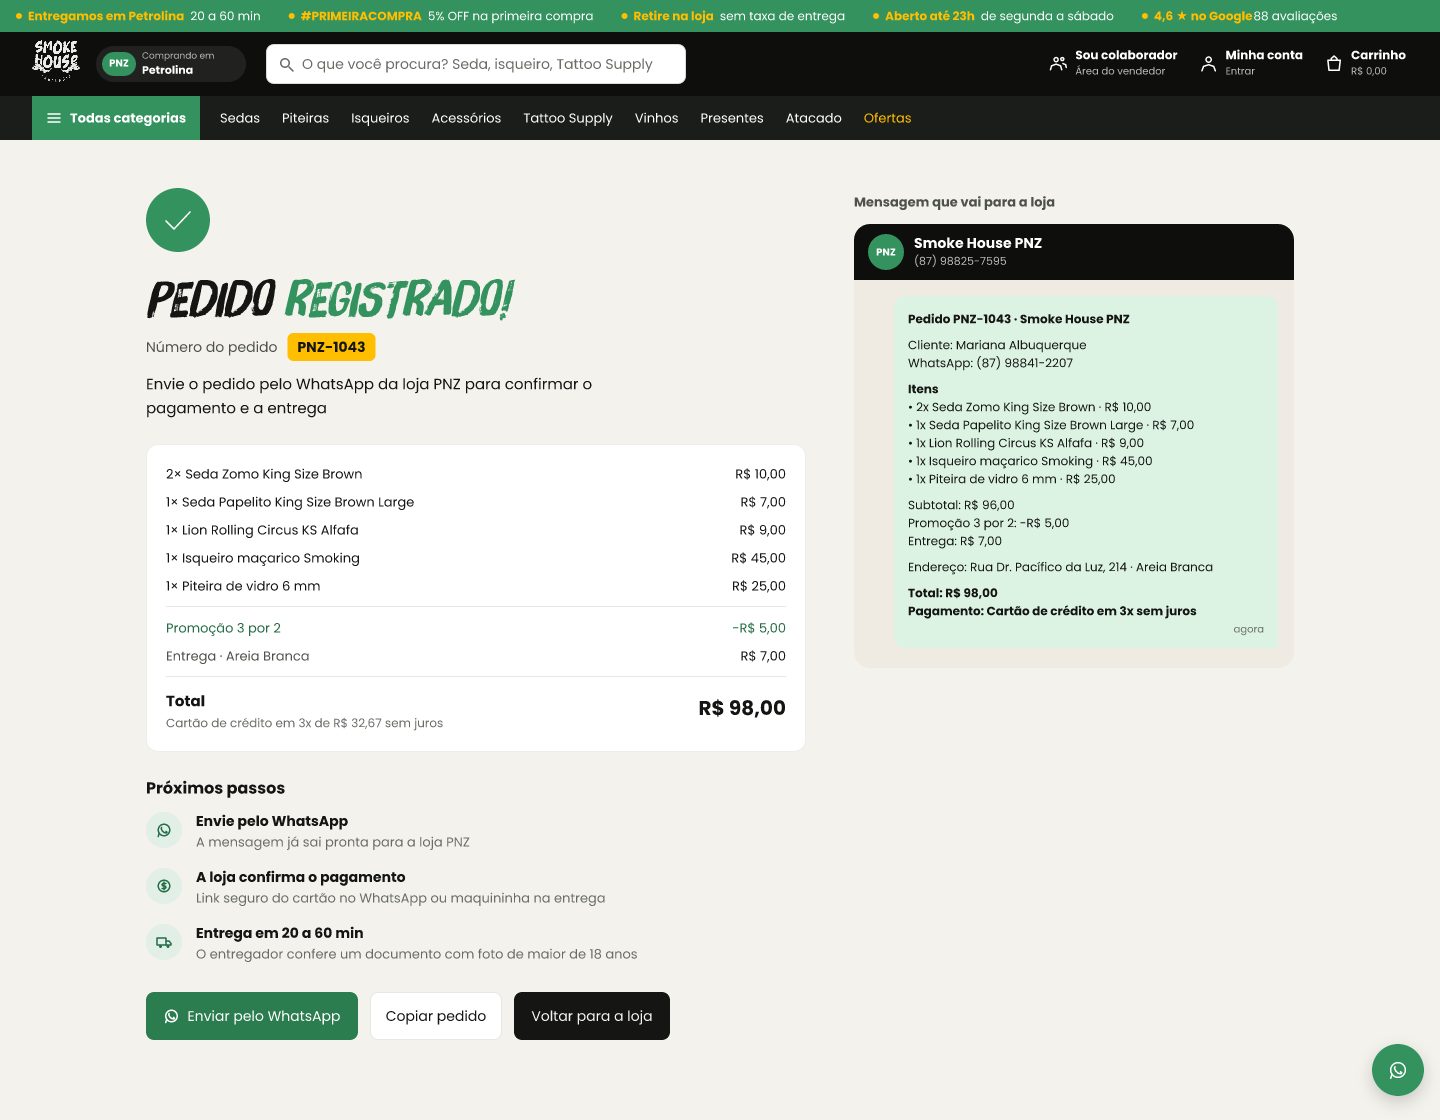 Entregamos em Petrolina 20 a 60 min
#PRIMEIRACOMPRA 5% OFF na primeira compra
Retire na loja sem taxa de entrega
Aberto até 23h de segunda a sábado
4,6 ★ no Google 88 avaliações
SMOKE
HOUSE
PNZ
Comprando em
Petrolina
O que você procura? Seda, isqueiro, Tattoo Supply
Sou colaborador
Área do vendedor
Minha conta
Entrar
Carrinho
R$ 0,00
Todas categorias
Sedas
Piteiras
Isqueiros
Acessórios
Tattoo Supply
Vinhos
Presentes
Atacado
Ofertas
PEDIDO REGISTRADO!
Número do pedido PNZ-1043
Envie o pedido pelo WhatsApp da loja PNZ para confirmar o
pagamento e a entrega
2× Seda Zomo King Size Brown R$ 10,00
1× Seda Papelito King Size Brown Large R$ 7,00
1× Lion Rolling Circus KS Alfafa R$ 9,00
1× Isqueiro maçarico Smoking R$ 45,00
1× Piteira de vidro 6 mm R$ 25,00
Promoção 3 por 2 -R$ 5,00
Entrega · Areia Branca R$ 7,00
Total R$ 98,00
Cartão de crédito em 3x de R$ 32,67 sem juros
Próximos passos
Envie pelo WhatsApp
A mensagem já sai pronta para a loja PNZ
A loja confirma o pagamento
Link seguro do cartão no WhatsApp ou maquininha na entrega
Entrega em 20 a 60 min
O entregador confere um documento com foto de maior de 18 anos
Enviar pelo WhatsApp
Copiar pedido
Voltar para a loja
Mensagem que vai para a loja
PNZ
Smoke House PNZ
(87) 98825-7595
Pedido PNZ-1043 · Smoke House PNZ
Cliente: Mariana Albuquerque
WhatsApp: (87) 98841-2207
Itens
• 2x Seda Zomo King Size Brown · R$ 10,00
• 1x Seda Papelito King Size Brown Large · R$ 7,00
• 1x Lion Rolling Circus KS Alfafa · R$ 9,00
• 1x Isqueiro maçarico Smoking · R$ 45,00
• 1x Piteira de vidro 6 mm · R$ 25,00
Subtotal: R$ 96,00
Promoção 3 por 2: -R$ 5,00
Entrega: R$ 7,00
Endereço: Rua Dr. Pacífico da Luz, 214 · Areia Branca
Total: R$ 98,00
Pagamento: Cartão de crédito em 3x sem juros
agora